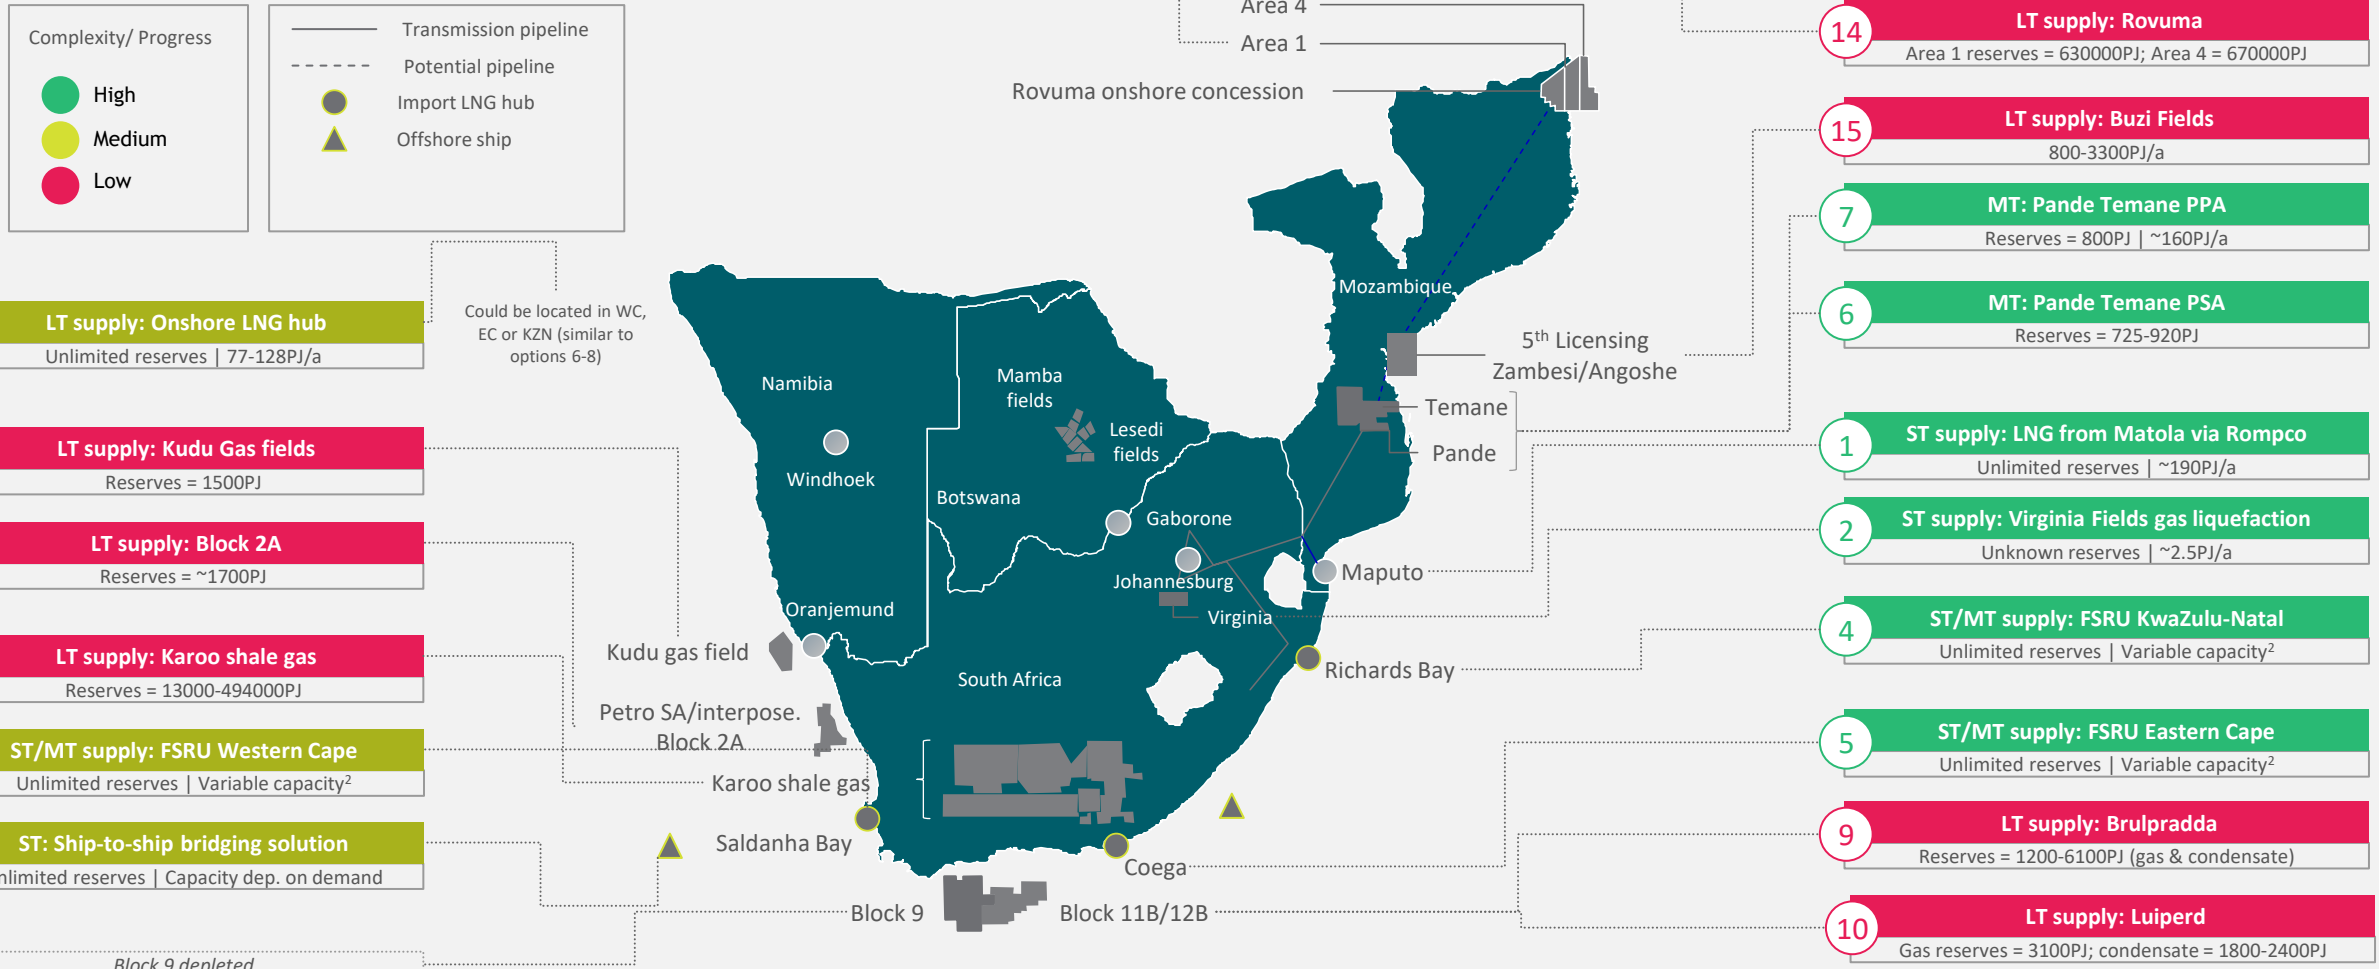 Complexity/ Progress
High
Medium
Low
Transmission pipeline
Potential pipeline
Import LNG hub
Offshore ship
LT supply: Onshore LNG hub
Unlimited reserves | 77-128PJ/a
Could be located in WC,
EC or KZN (similar to
options 6-8)
LT supply: Kudu Gas fields
Reserves = 1500PJ
LT supply: Block 2A
Reserves = ~1700PJ
LT supply: Karoo shale gas
Reserves = 13000-494000PJ
ST/MT supply: FSRU Western Cape
Unlimited reserves | Variable capacity²
ST: Ship-to-ship bridging solution
nlimited reserves | Capacity dep. on demand
Block 9 depleted
Area 4
Area 1
Rovuma onshore concession
Mozambique
5th Licensing
Zambesi/Angoshe
Temane
Pande
Namibia
Windhoek
Mamba
fields
Lesedi
fields
Botswana
Gaborone
Johannesburg
Maputo
Virginia
Oranjemund
Kudu gas field
South Africa
Richards Bay
Petro SA/interpose.
Block 2A
Karoo shale gas
Saldanha Bay
Coega
Block 9
Block 11B/12B
14
LT supply: Rovuma
Area 1 reserves = 630000PJ; Area 4 = 670000PJ
15
LT supply: Buzi Fields
800-3300PJ/a
7
MT: Pande Temane PPA
Reserves = 800PJ | ~160PJ/a
6
MT: Pande Temane PSA
Reserves = 725-920PJ
1
ST supply: LNG from Matola via Rompco
Unlimited reserves | ~190PJ/a
2
ST supply: Virginia Fields gas liquefaction
Unknown reserves | ~2.5PJ/a
4
ST/MT supply: FSRU KwaZulu-Natal
Unlimited reserves | Variable capacity²
5
ST/MT supply: FSRU Eastern Cape
Unlimited reserves | Variable capacity²
9
LT supply: Brulpradda
Reserves = 1200-6100PJ (gas & condensate)
10
LT supply: Luiperd
Gas reserves = 3100PJ; condensate = 1800-2400PJ